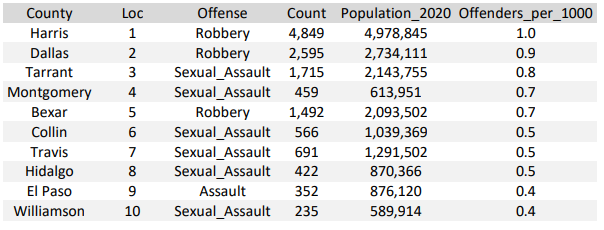 County Loc Offense Count Population_2020 Offenders_per_1000
Harris 1 Robbery 4,849 4,978,845 1.0
Dallas 2 Robbery 2,595 2,734,111 0.9
Tarrant 3 Sexual_Assault 1,715 2,143,755 0.8
Montgomery 4 Sexual_Assault 459 613,951 0.7
Bexar 5 Robbery 1,492 2,093,502 0.7
Collin 6 Sexual_Assault 566 1,039,369 0.5
Travis 7 Sexual_Assault 691 1,291,502 0.5
Hidalgo 8 Sexual_Assault 422 870,366 0.5
El Paso 9 Assault 352 876,120 0.4
Williamson 10 Sexual_Assault 235 589,914 0.4